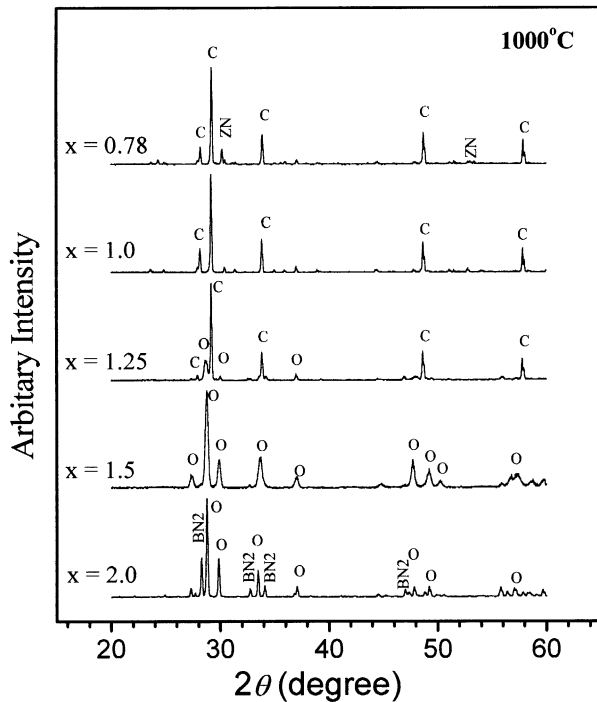 1000°C
C
C
ZN
C
C
ZN
C
x = 0.78
C
C
C
C
x = 1.0
C
O
C
O
C
O
C
C
x = 1.25
O
O
O
O
O
O
O
O
O
x = 1.5
BN2
O
O
BN2
O
BN2
O
BN2
O
O
O
x = 2.0
Arbitary Intensity
20
30
40
50
60
2θ (degree)